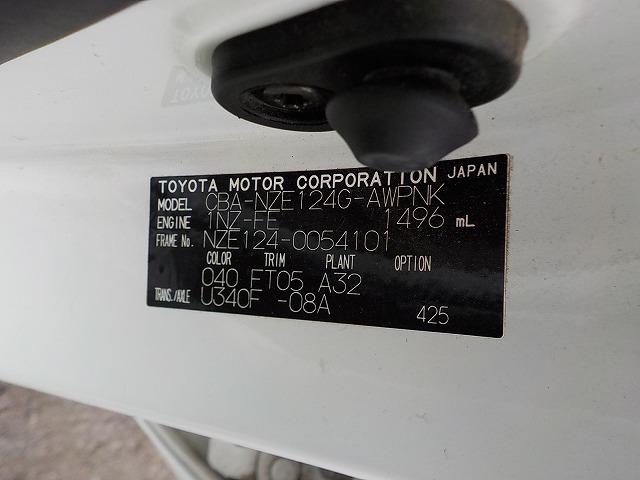 TOYOTA MOTOR CORPORATION JAPAN
MODEL CBA-NZE124G-AWPNK
ENGINE 1NZ-FE 1496 mL
FRAME No. NZE124-0054101
COLOR TRIM PLANT OPTION
040 FT05 A32
TRANS./AXLE U340F -08A
425